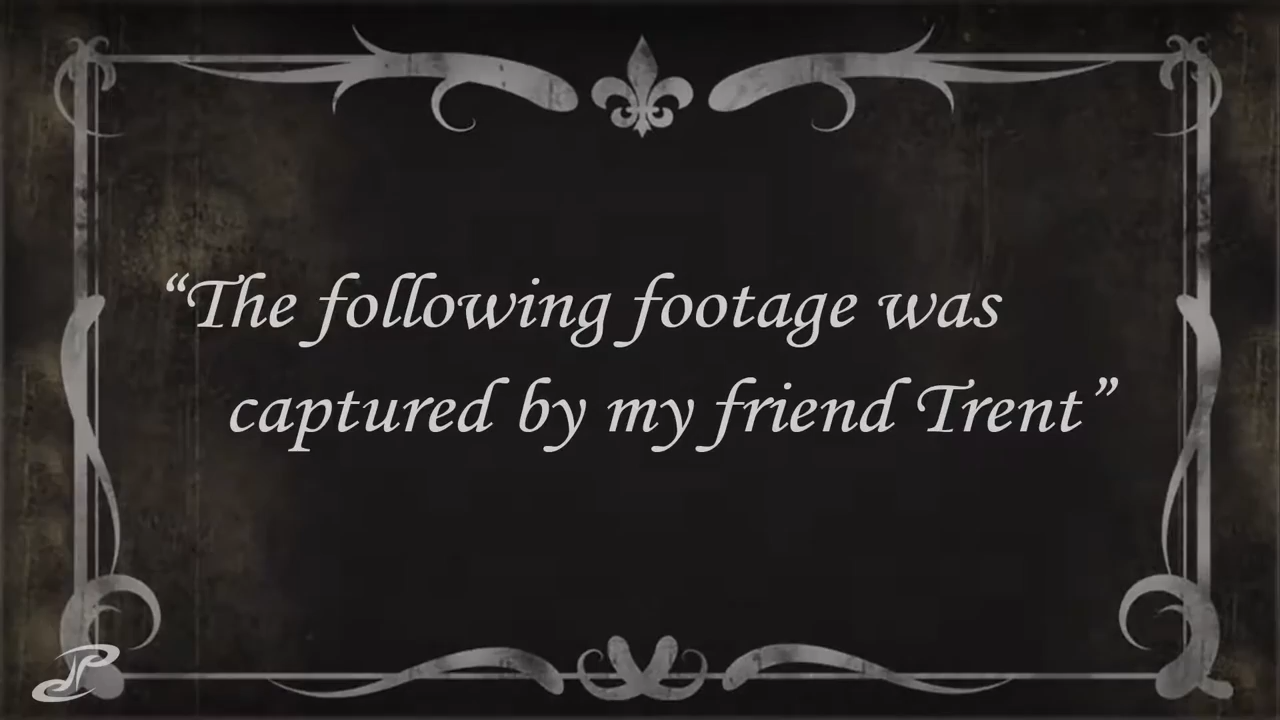 “The following footage was
captured by my friend Trent”